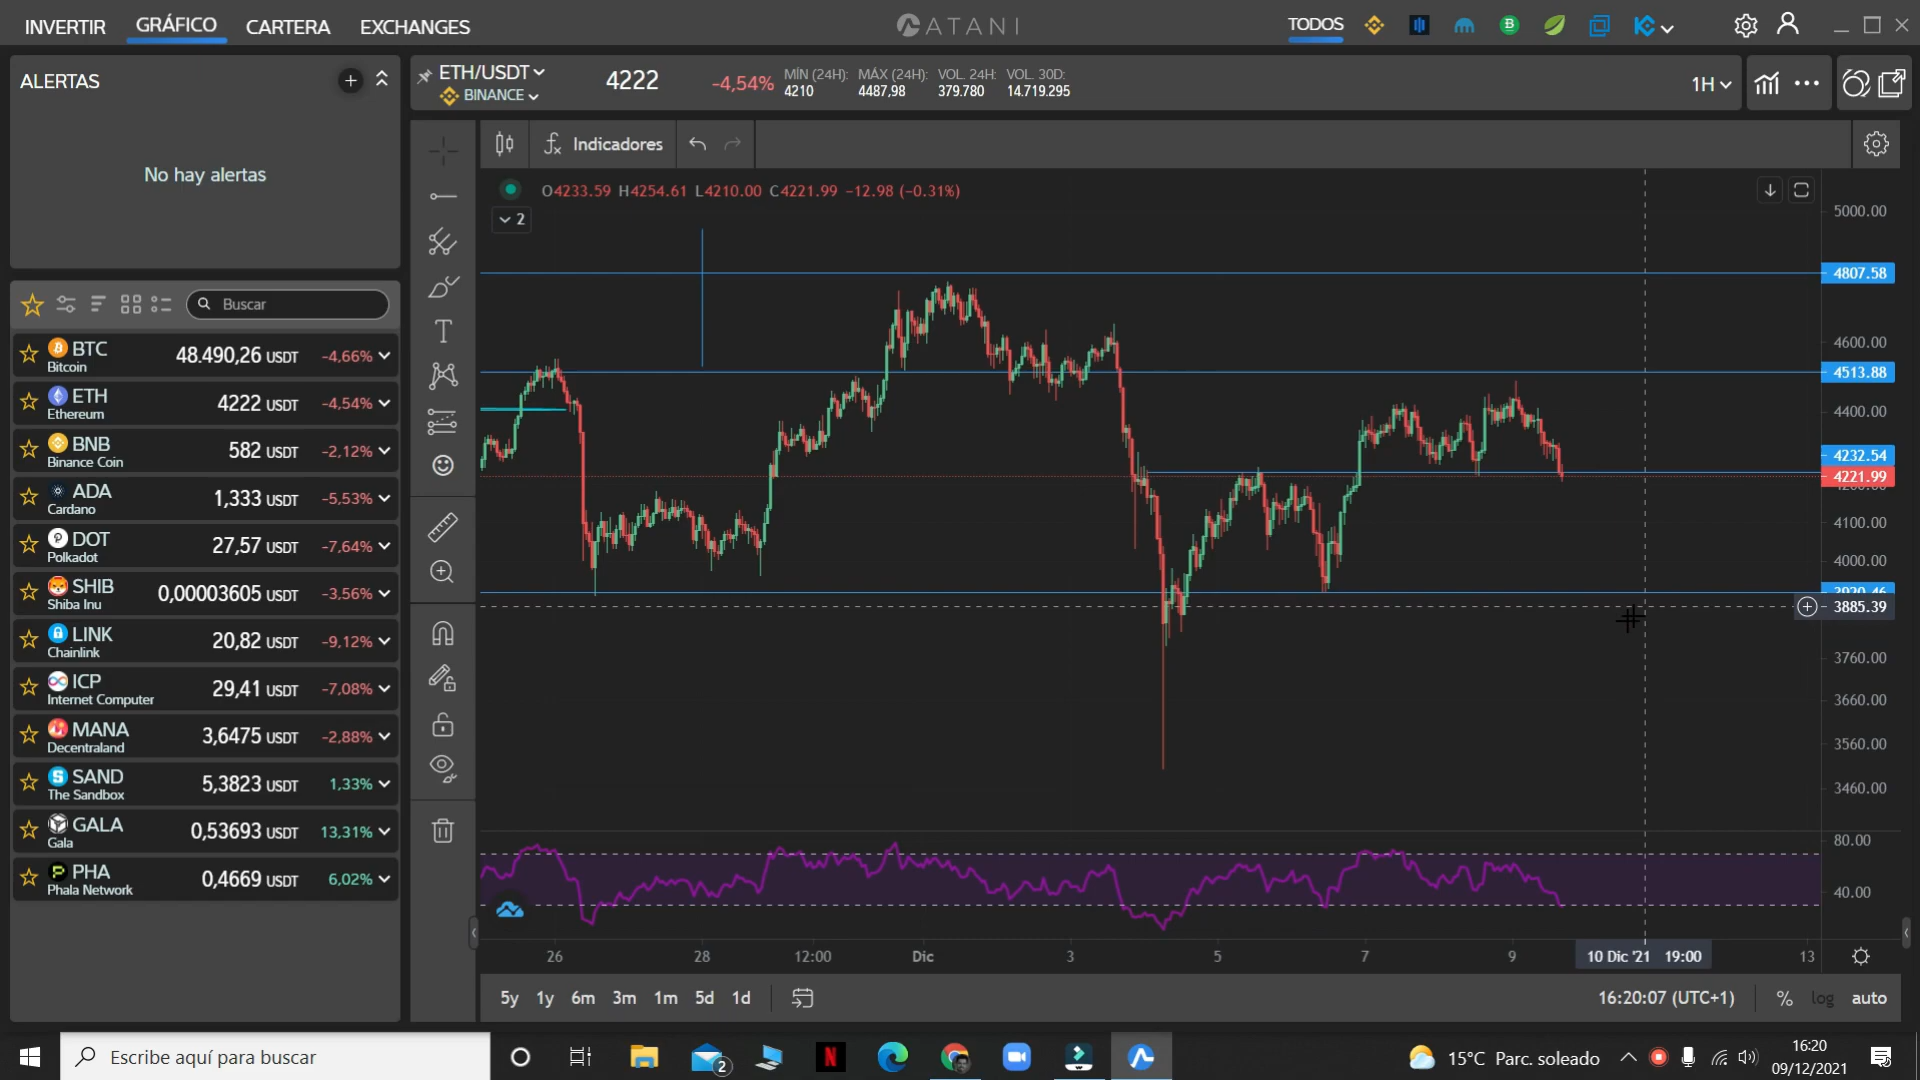 INVERTIR GRÁFICO CARTERA EXCHANGES
ATANI
TODOS
ALERTAS
No hay alertas
ETH/USDT
BINANCE
4222
-4,54%
MÍN (24H): MÁX (24H): VOL. 24H: VOL. 30D:
4210 4487,98 379.780 14.719.295
1H
Indicadores
O4233.59 H4254.61 L4210.00 C4221.99 -12.98 (-0.31%)
2
Buscar
BTC 48.490,26 USDT -4,66%
Bitcoin
ETH 4222 USDT -4,54%
Ethereum
BNB 582 USDT -2,12%
Binance Coin
ADA 1,333 USDT -5,53%
Cardano
DOT 27,57 USDT -7,64%
Polkadot
SHIB 0,00003605 USDT -3,56%
Shiba Inu
LINK 20,82 USDT -9,12%
Chainlink
ICP 29,41 USDT -7,08%
Internet Computer
MANA 3,6475 USDT -2,88%
Decentraland
SAND 5,3823 USDT 1,33%
The Sandbox
GALA 0,53693 USDT 13,31%
Gala
PHA 0,4669 USDT 6,02%
Phala Network
5000.00
4807.58
4600.00
4513.88
4400.00
4232.54
4221.99
4100.00
4000.00
3885.39
3760.00
3660.00
3560.00
3460.00
80.00
40.00
26 28 12:00 Dic 3 5 7 9 10 Dic '21 19:00 13
5y 1y 6m 3m 1m 5d 1d
16:20:07 (UTC+1) % log auto
Escribe aquí para buscar
2
15°C Parc. soleado
16:20
09/12/2021